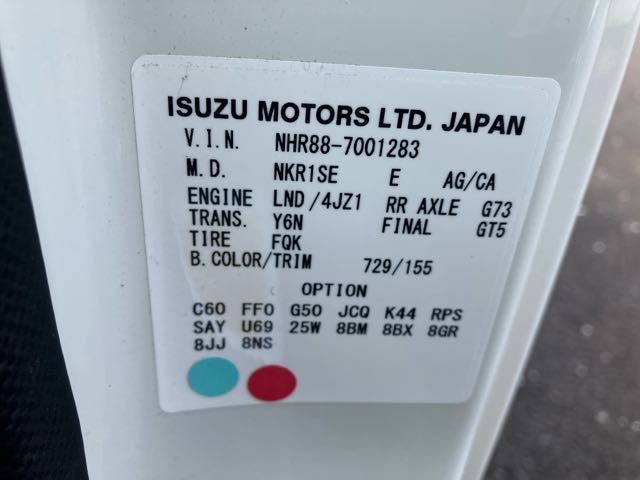 ISUZU MOTORS LTD. JAPAN
V.I.N. NHR88-7001283
M.D. NKR1SE E AG/CA
ENGINE LND/4JZ1 RR AXLE G73
TRANS. Y6N FINAL GT5
TIRE FQK
B.COLOR/TRIM 729/155
OPTION
C60 FF0 G50 JCQ K44 RPS
SAY U69 25W 8BM 8BX 8GR
8JJ 8NS